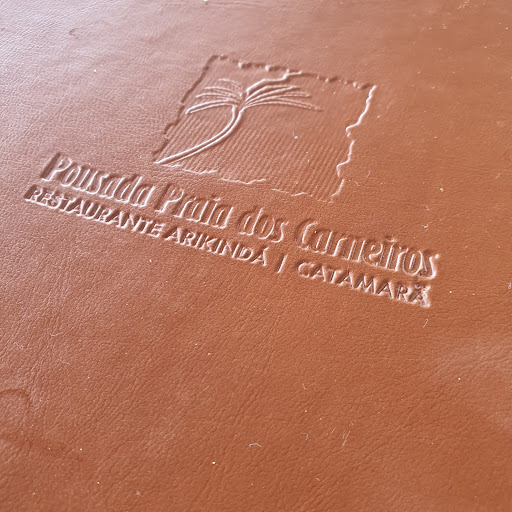 Pousada Praia dos Carneiros
RESTAURANTE ARIKINDÁ | CATAMARÃ